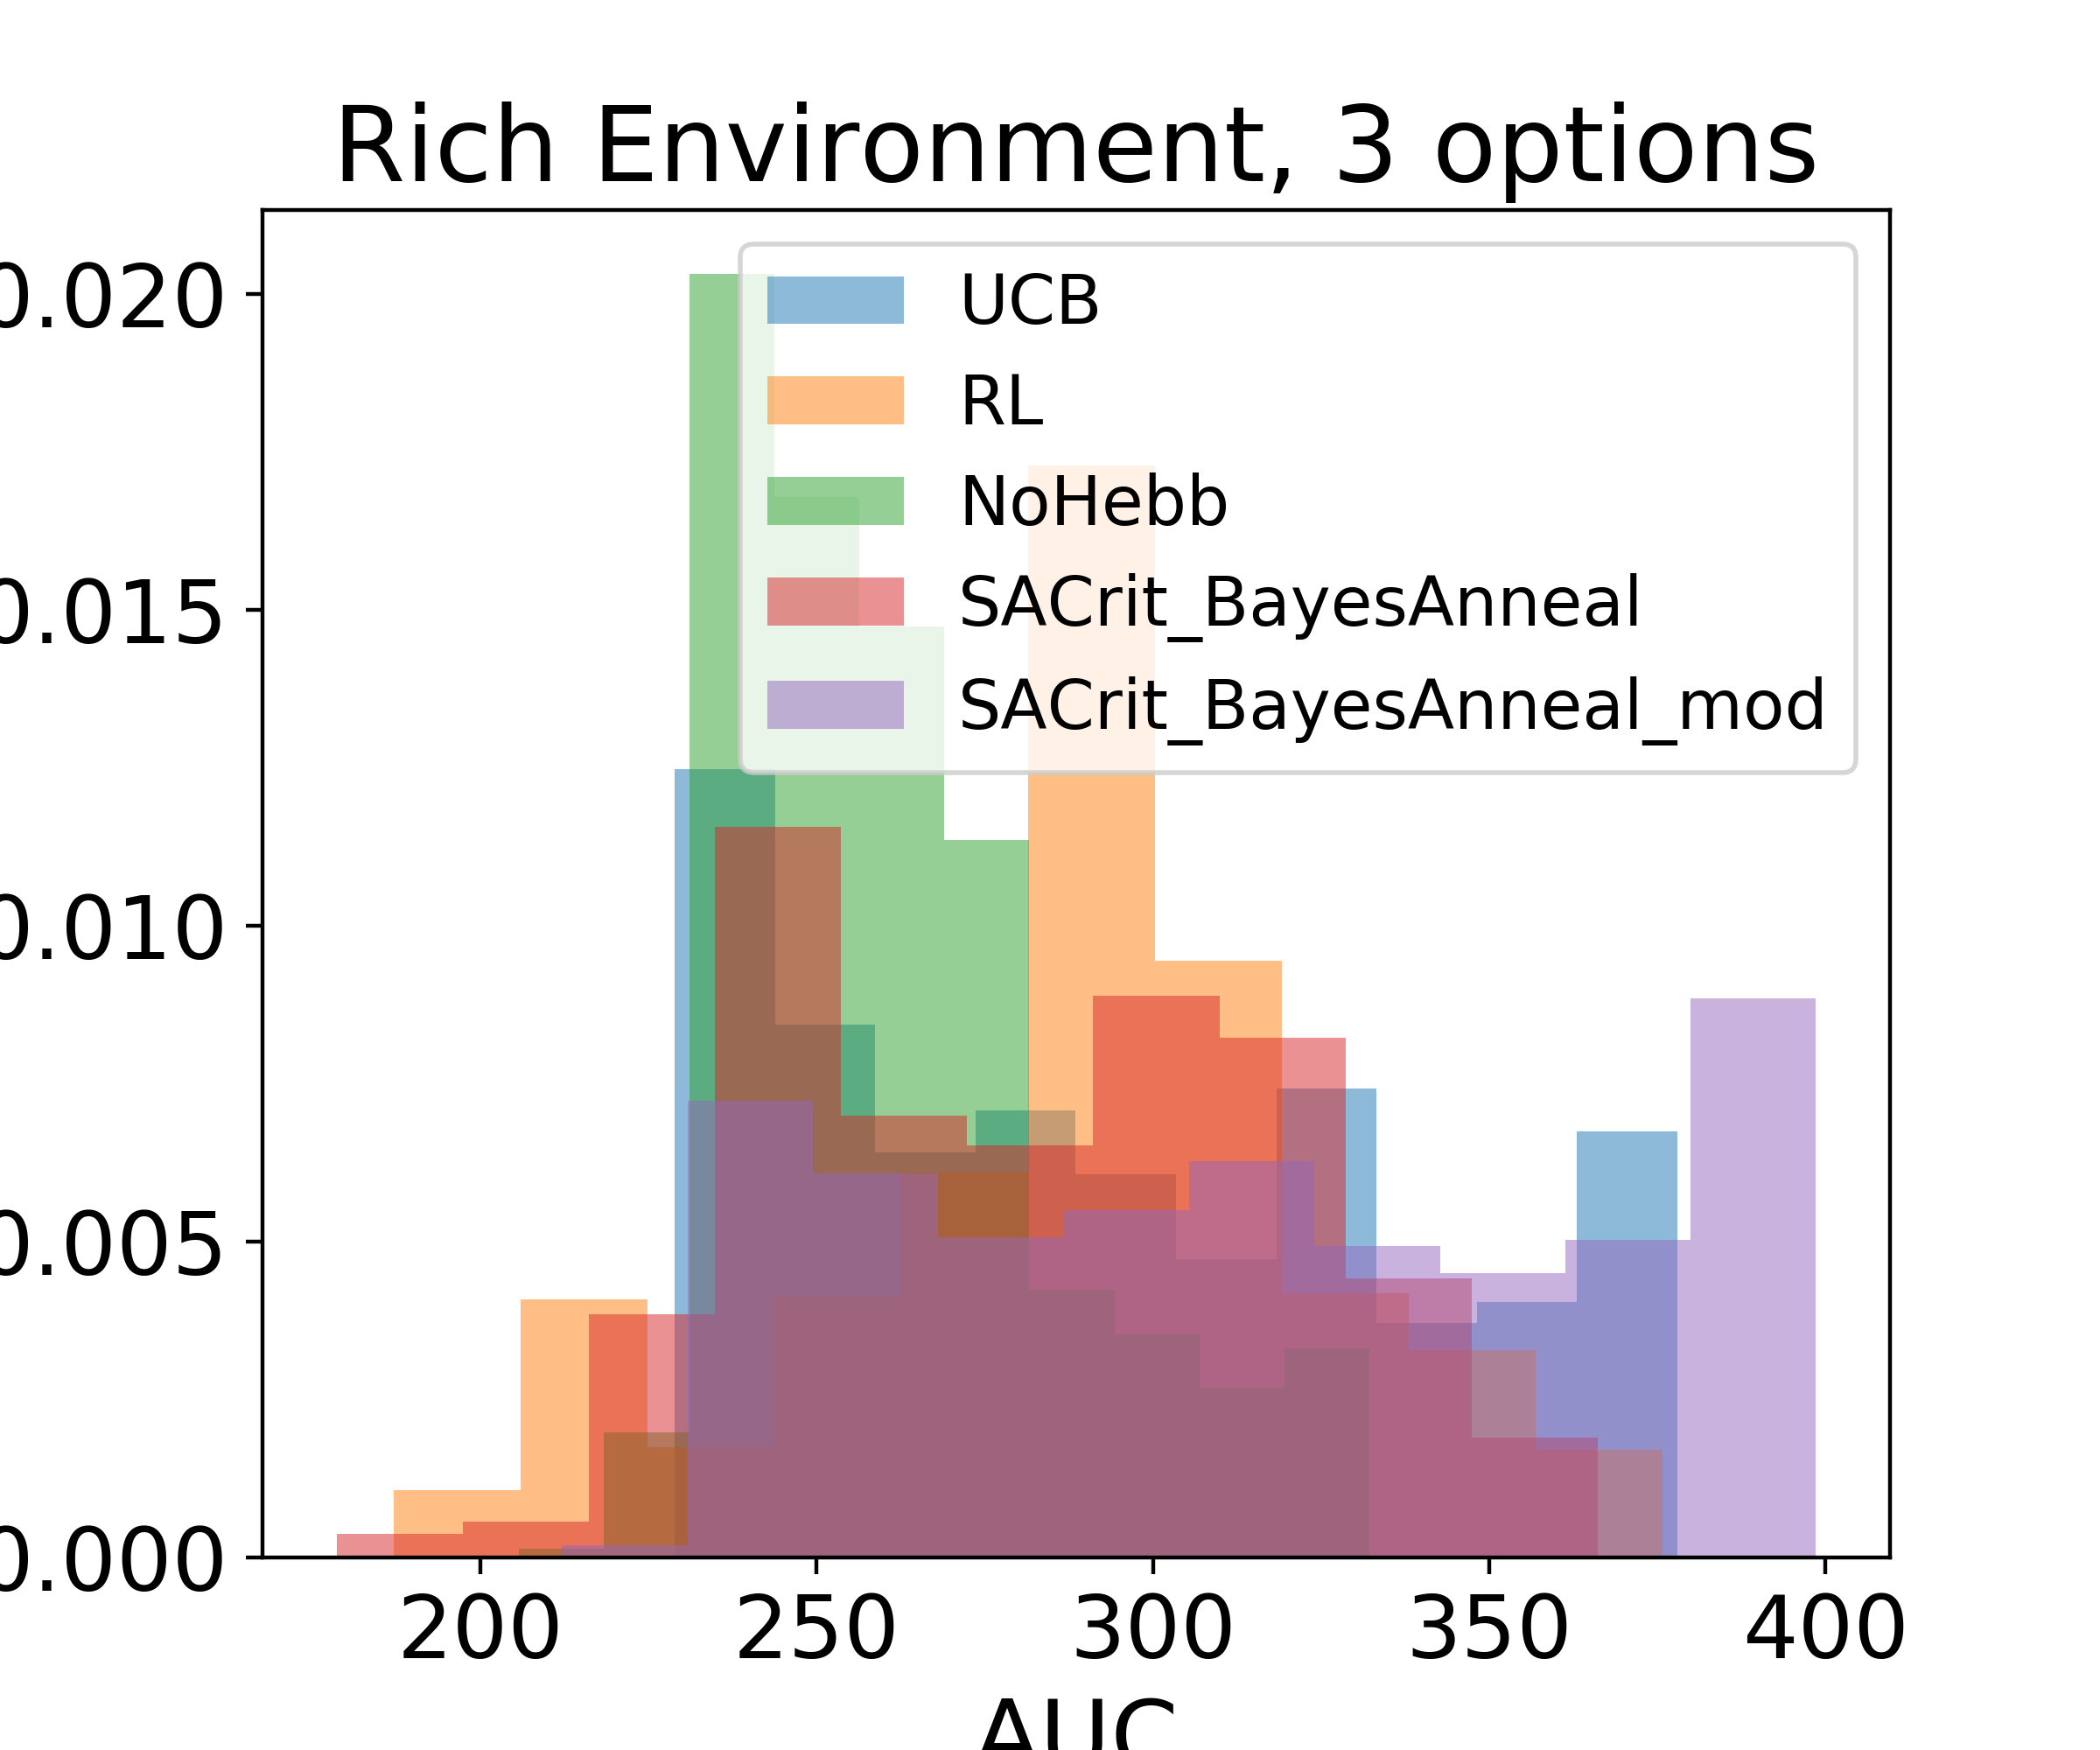 Rich Environment, 3 options
UCB
RL
NoHebb
SACrit_BayesAnneal
SACrit_BayesAnneal_mod
0.020
0.015
0.010
0.005
0.000
200 250 300 350 400
AUC